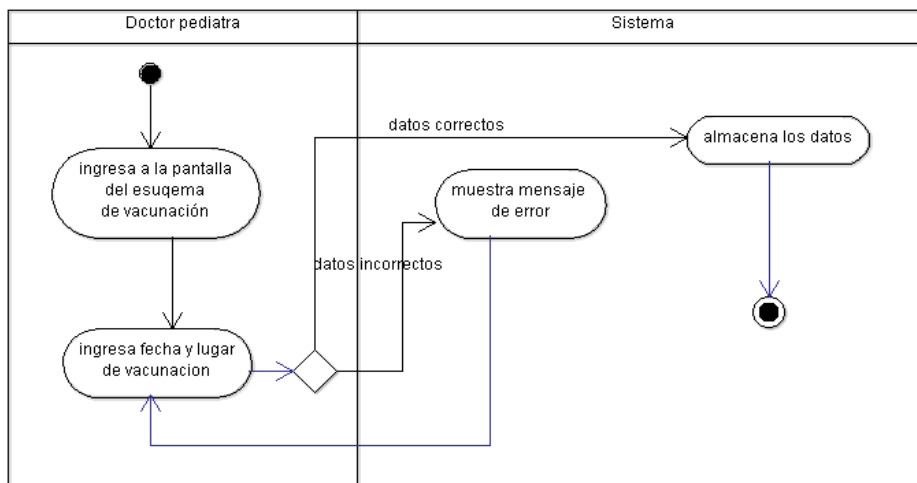 Doctor pediatra
Sistema
datos correctos
almacena los datos
ingresa a la pantalla
del esuqema
de vacunación
muestra mensaje
de error
datos incorrectos
ingresa fecha y lugar
de vacunacion